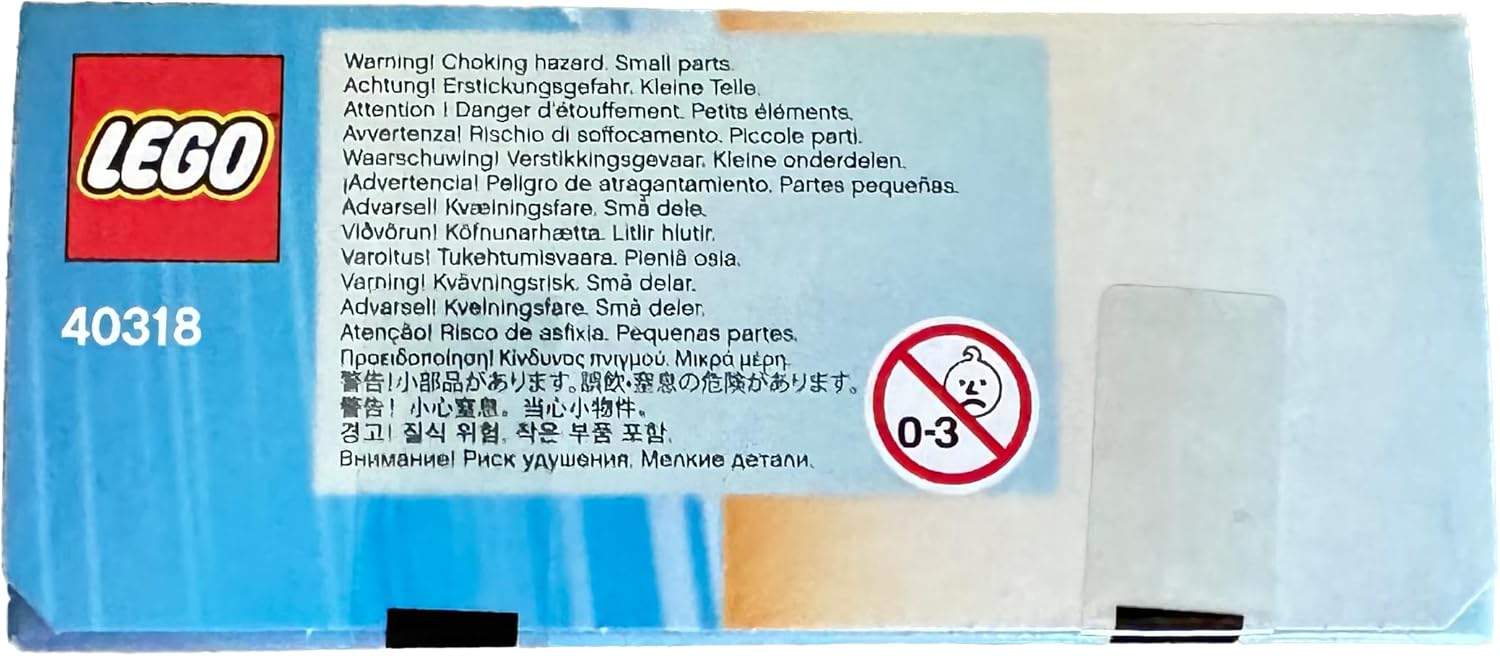 LEGO
40318
Warning! Choking hazard. Small parts.
Achtung! Erstickungsgefahr. Kleine Teile.
Attention ! Danger d'étouffement. Petits éléments.
Avvertenza! Rischio di soffocamento. Piccole parti.
Waarschuwing! Verstikkingsgevaar. Kleine onderdelen.
¡Advertencia! Peligro de atragantamiento. Partes pequeñas.
Advarsel! Kvælningsfare. Små dele.
Viðvörun! Köfnunarhætta. Litlir hlutir.
Varoitus! Tukehtumisvaara. Pieniä osia.
Varning! Kvävningsrisk. Små delar.
Advarsel! Kvelningsfare. Små deler.
Atenção! Risco de asfixia. Pequenas partes.
Προειδοποίηση! Κίνδυνος πνιγμού. Μικρά μέρη.
警告!小部品があります。誤飲・窒息の危険があります。
警告！小心窒息。当心小物件。
경고! 질식 위험. 작은 부품 포함.
Внимание! Риск удушения. Мелкие детали.
0-3